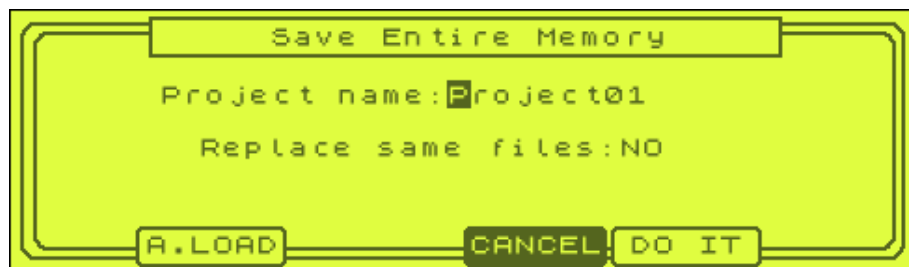 Save Entire Memory
Project name:Project01
Replace same files:NO
A.LOAD CANCEL DO IT